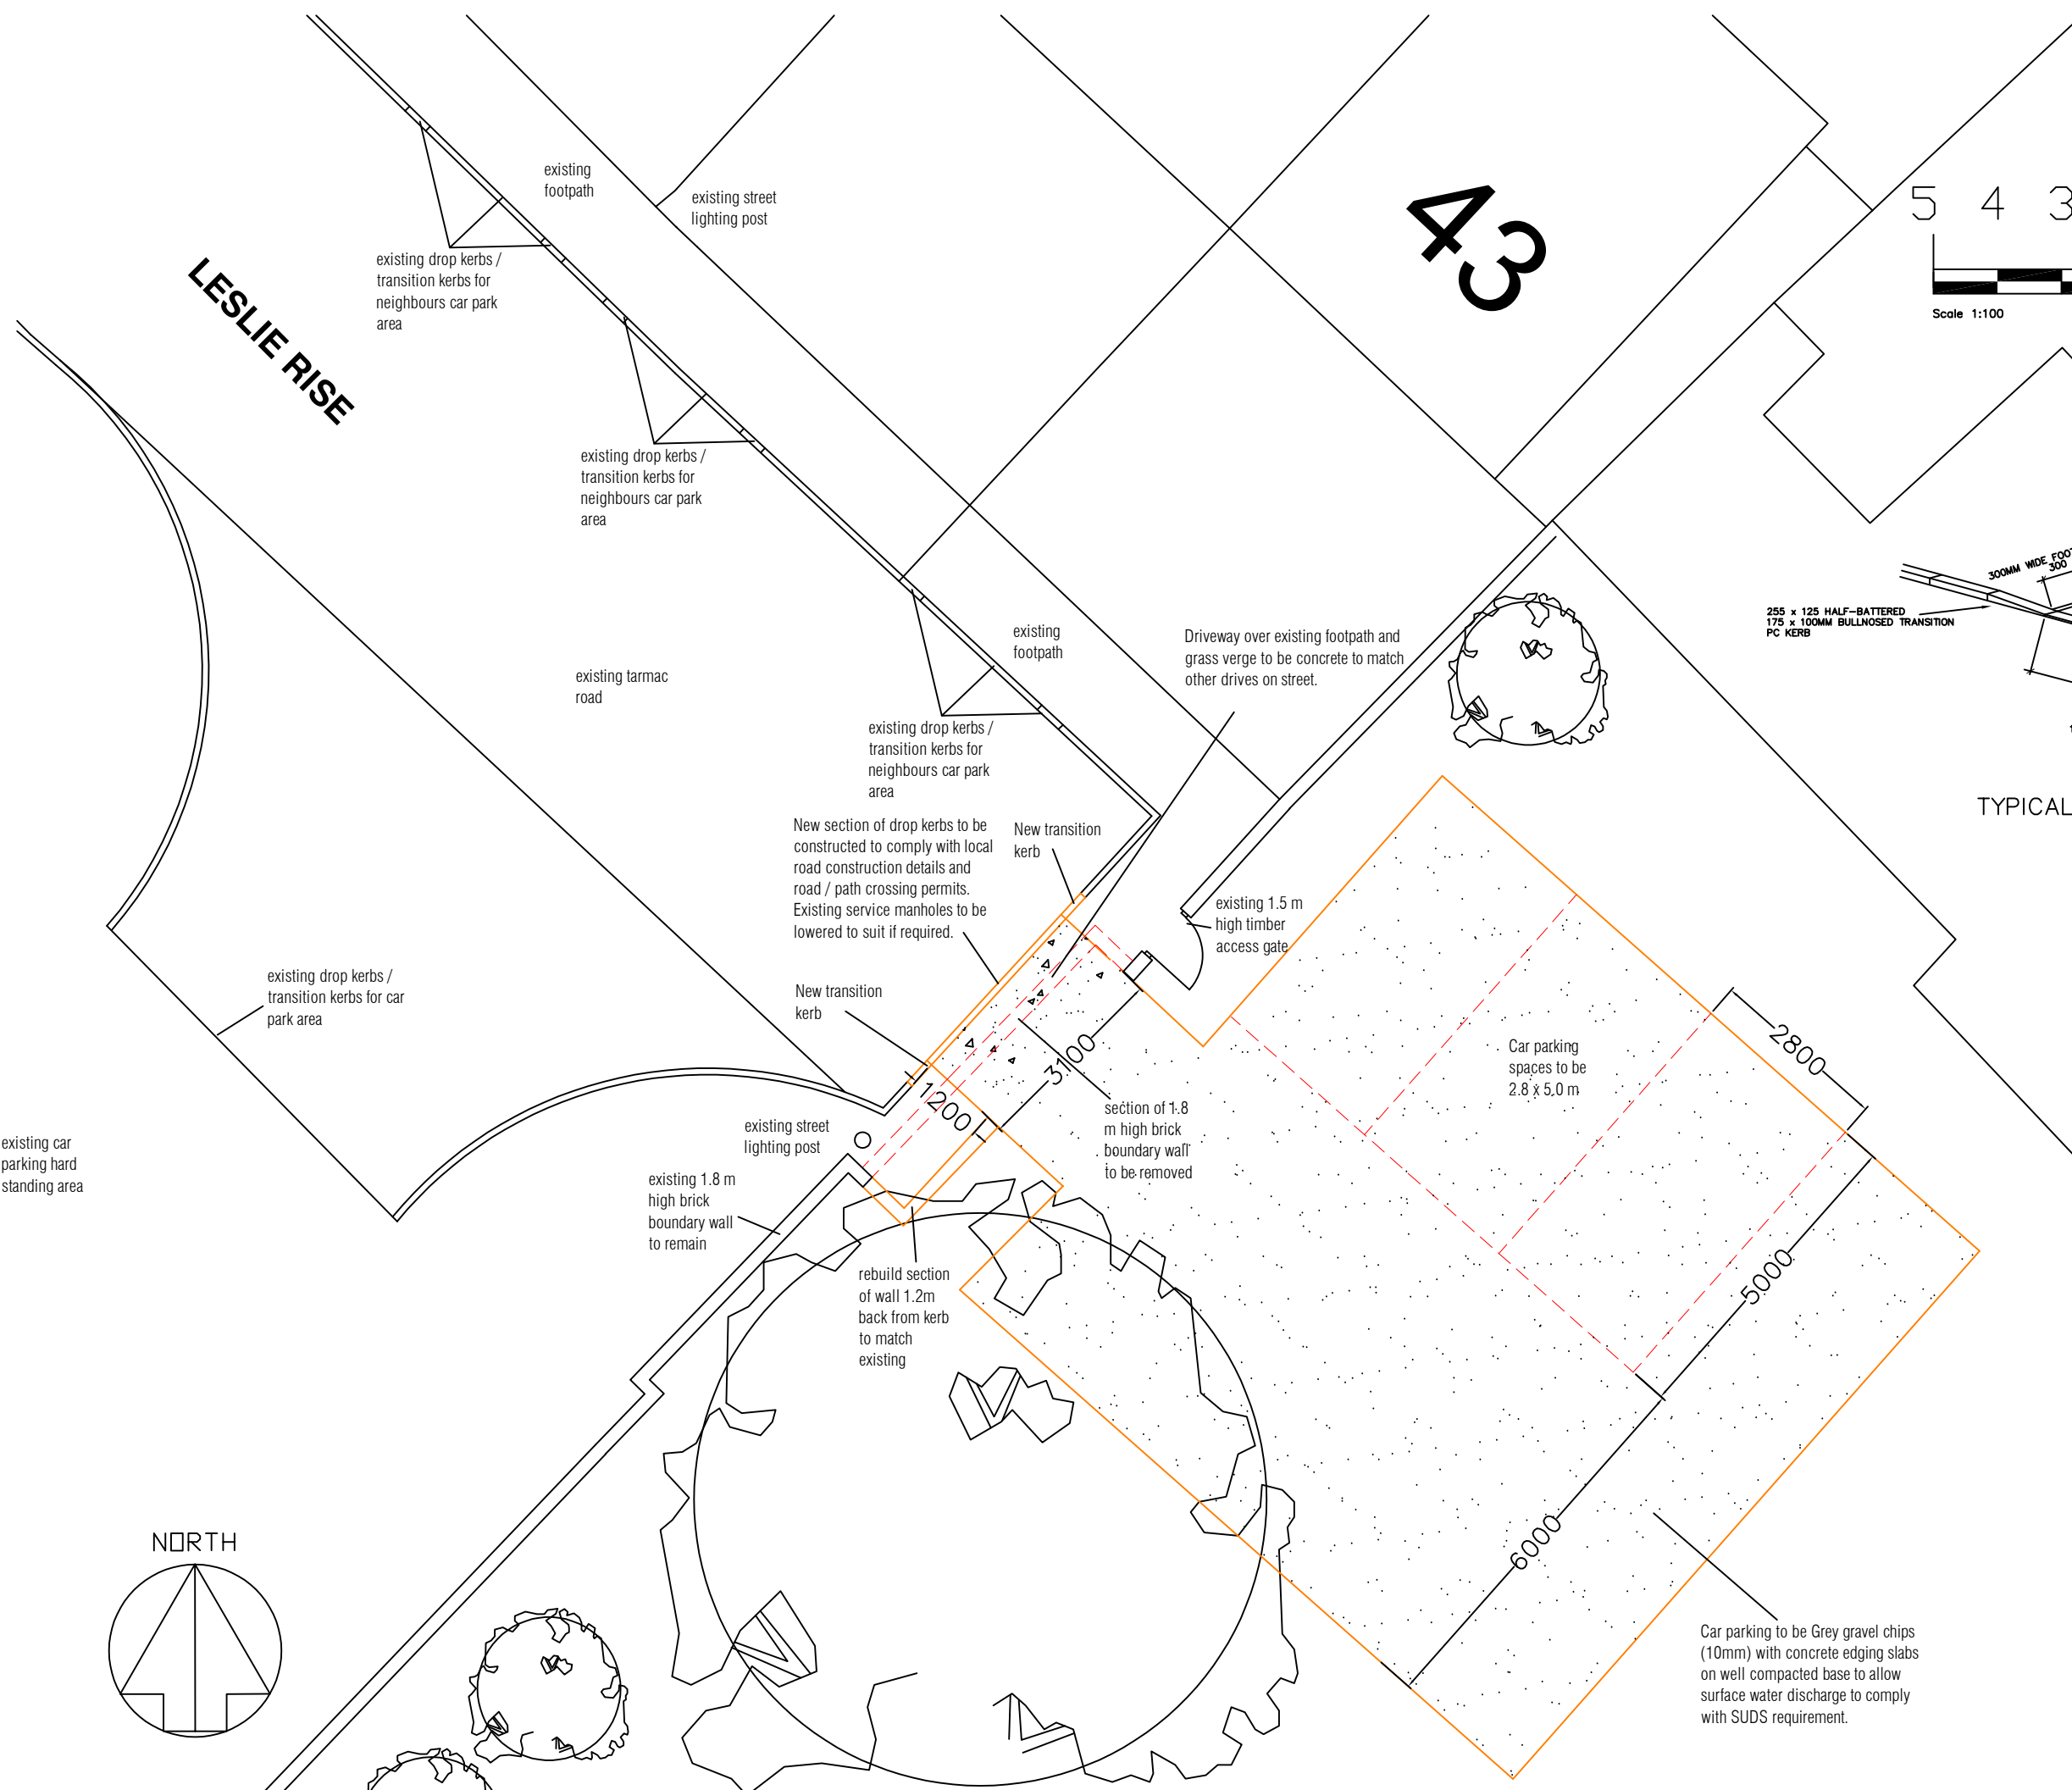 existing
footpath
existing street
lighting post
43
5 4 3
Scale 1:100
LESLIE RISE
existing drop kerbs /
transition kerbs for
neighbours car park
area
existing drop kerbs /
transition kerbs for
neighbours car park
area
300MM WIDE
300
255 x 125 HALF-BATTERED
175 x 100MM BULLNOSED TRANSITION
PC KERB
existing
footpath
Driveway over existing footpath and
grass verge to be concrete to match
other drives on street.
existing tarmac
road
existing drop kerbs /
transition kerbs for
neighbours car park
area
TYPICAL
New section of drop kerbs to be
constructed to comply with local
road construction details and
road / path crossing permits.
Existing service manholes to be
lowered to suit if required.
New transition
kerb
existing 1.5 m
high timber
access gate
existing drop kerbs /
transition kerbs for car
park area
New transition
kerb
3100
1200
Car parking
spaces to be
2.8 x 5.0 m
2800
section of 1.8
m high brick
boundary wall
to be removed
existing street
lighting post
existing car
parking hard
standing area
existing 1.8 m
high brick
boundary wall
to remain
rebuild section
of wall 1.2m
back from kerb
to match
existing
5000
6000
NORTH
Car parking to be Grey gravel chips
(10mm) with concrete edging slabs
on well compacted base to allow
surface water discharge to comply
with SUDS requirement.